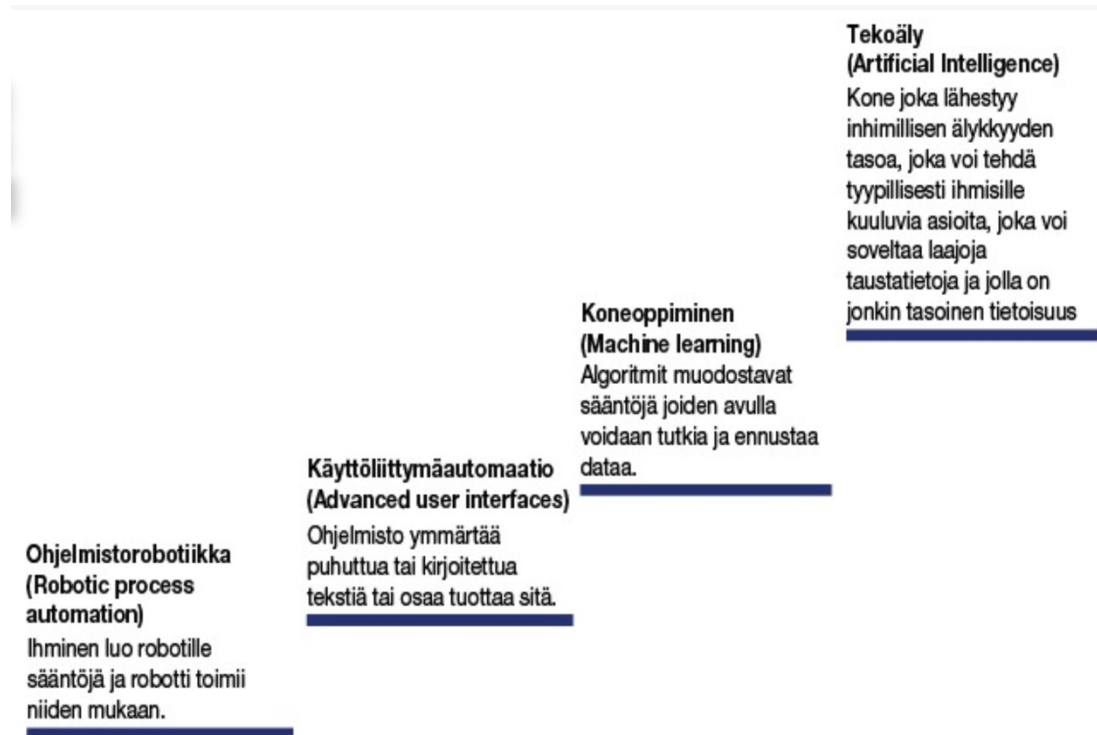 Tekoäly
(Artificial Intelligence)
Kone joka lähestyy
inhimillisen älykkyyden
tasoa, joka voi tehdä
tyypillisesti ihmisille
kuuluvia asioita, joka voi
soveltaa laajoja
taustatietoja ja jolla on
jonkin tasoinen tietoisuus
Koneoppiminen
(Machine learning)
Algoritmit muodostavat
sääntöjä joiden avulla
voidaan tutkia ja ennustaa
dataa.
Käyttöliittymäautomaatio
(Advanced user interfaces)
Ohjelmisto ymmärtää
puhuttua tai kirjoitettua
tekstiä tai osaa tuottaa sitä.
Ohjelmistorobotiikka
(Robotic process
automation)
Ihminen luo robotille
sääntöjä ja robotti toimii
niiden mukaan.